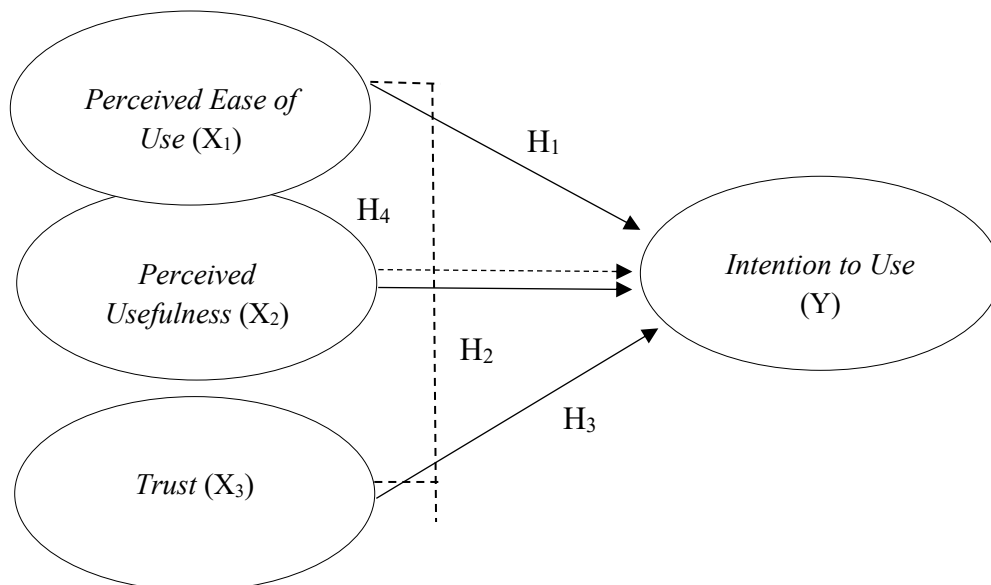 Perceived Ease of
Use (X₁)
H₁
H₄
Perceived
Usefulness (X₂)
Intention to Use
(Y)
H₂
H₃
Trust (X₃)